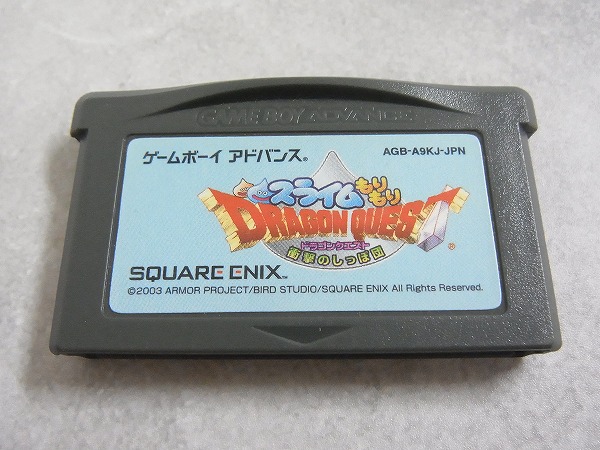 GAME BOY ADVANCE
ゲームボーイ アドバンス®
AGB-A9KJ-JPN
スライムもりもり
DRAGON QUEST®
ドラゴンクエスト
衝撃のしっぽ団
SQUARE ENIX™
©2003 ARMOR PROJECT/BIRD STUDIO/SQUARE ENIX All Rights Reserved.